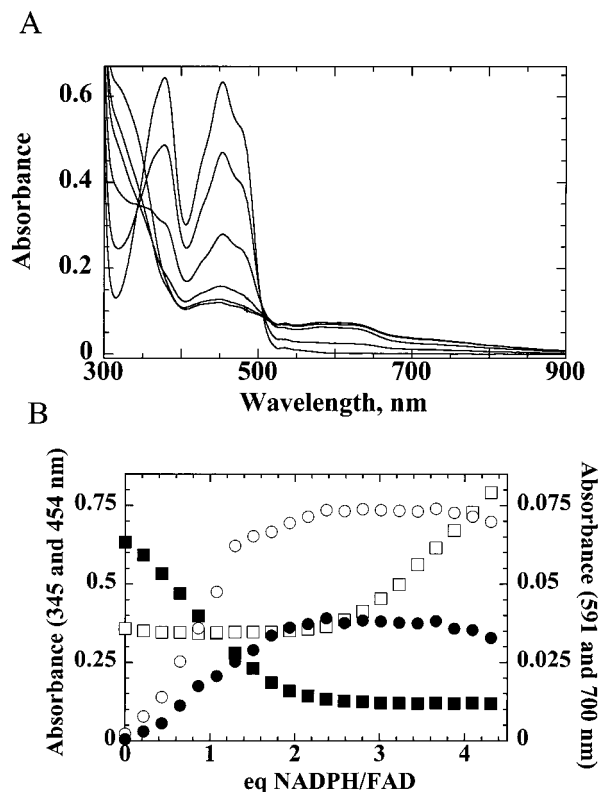 A
0.6
0.4
0.2
0
Absorbance
300 500 700 900
Wavelength, nm
B
0.75
0.5
0.25
0
Absorbance (345 and 454 nm)
0.075
0.05
0.025
0
Absorbance (591 and 700 nm)
0 1 2 3 4
eq NADPH/FAD